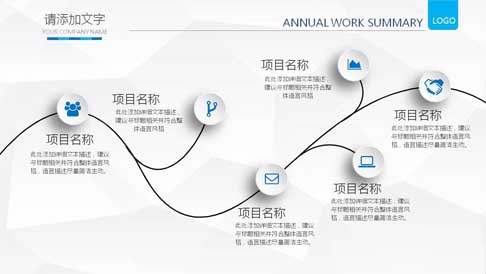 请添加文字
YOUR COMPANY NAME
ANNUAL WORK SUMMARY
LOGO
项目名称
此处添加详细文本描述，建议与标题相关并符合整体语言风格，语言描述尽量简洁生动。
项目名称
此处添加详细文本描述，
建议与标题相关并符合整
体语言风格
项目名称
此处添加详细文本描述，建议
与标题相关并符合整体语言风
格，语言描述尽量简洁生动。
项目名称
此处添加详细文本描述，
建议与标题相关并符合整
体语言风格
项目名称
此处添加详细文本描述，建议
与标题相关并符合整体语言风
格，语言描述尽量简洁生动。
项目名称
此处添加详细文本描述，建议
与标题相关并符合整体语言风
格，语言描述尽量简洁生动。